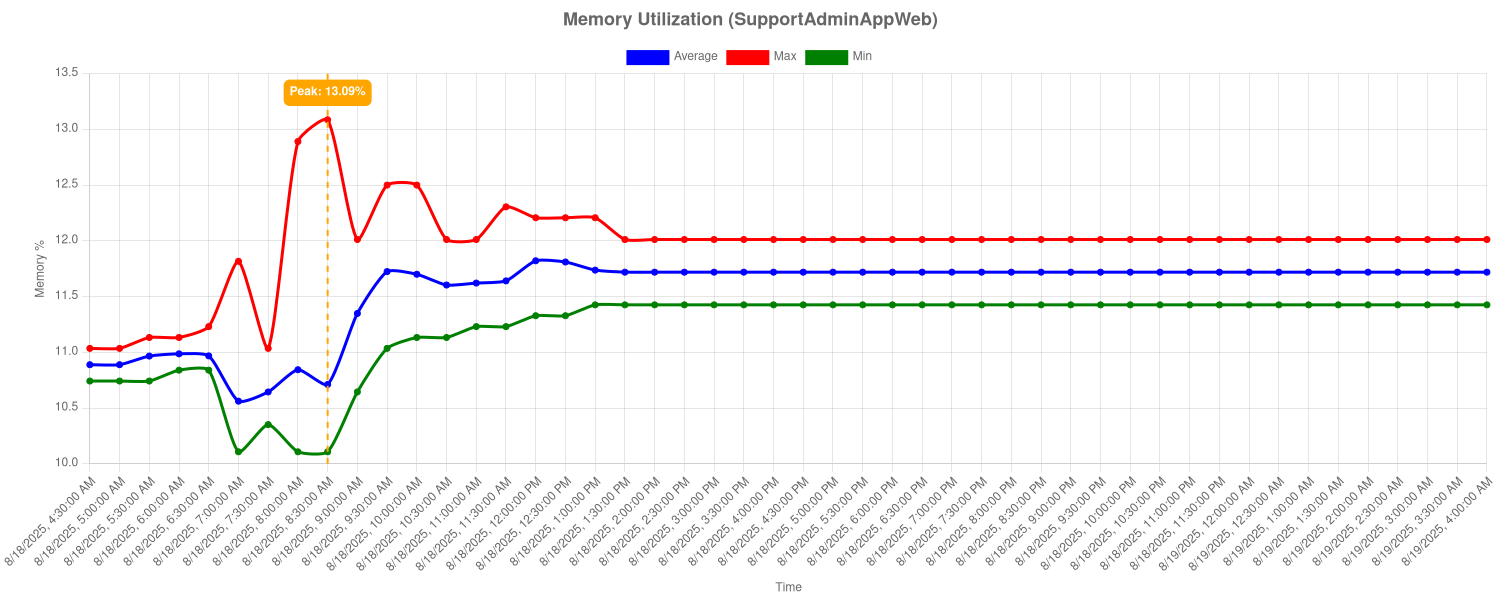 Memory Utilization (SupportAdminAppWeb)
Average Max Min
Peak: 13.09%
13.5
13.0
12.5
12.0
11.5
11.0
10.5
10.0
Memory %
8/18/2025, 4:30:00 AM
8/18/2025, 5:00:00 AM
8/18/2025, 5:30:00 AM
8/18/2025, 6:00:00 AM
8/18/2025, 6:30:00 AM
8/18/2025, 7:00:00 AM
8/18/2025, 7:30:00 AM
8/18/2025, 8:00:00 AM
8/18/2025, 8:30:00 AM
8/18/2025, 9:00:00 AM
8/18/2025, 9:30:00 AM
8/18/2025, 10:00:00 AM
8/18/2025, 10:30:00 AM
8/18/2025, 11:00:00 AM
8/18/2025, 11:30:00 AM
8/18/2025, 12:00:00 PM
8/18/2025, 12:30:00 PM
8/18/2025, 1:00:00 PM
8/18/2025, 1:30:00 PM
8/18/2025, 2:00:00 PM
8/18/2025, 2:30:00 PM
8/18/2025, 3:00:00 PM
8/18/2025, 3:30:00 PM
8/18/2025, 4:00:00 PM
8/18/2025, 4:30:00 PM
8/18/2025, 5:00:00 PM
8/18/2025, 5:30:00 PM
8/18/2025, 6:00:00 PM
8/18/2025, 6:30:00 PM
8/18/2025, 7:00:00 PM
8/18/2025, 7:30:00 PM
8/18/2025, 8:00:00 PM
8/18/2025, 8:30:00 PM
8/18/2025, 9:00:00 PM
8/18/2025, 9:30:00 PM
8/18/2025, 10:00:00 PM
8/18/2025, 10:30:00 PM
8/18/2025, 11:00:00 PM
8/18/2025, 11:30:00 PM
8/19/2025, 12:00:00 AM
8/19/2025, 12:30:00 AM
8/19/2025, 1:00:00 AM
8/19/2025, 1:30:00 AM
8/19/2025, 2:00:00 AM
8/19/2025, 2:30:00 AM
8/19/2025, 3:00:00 AM
8/19/2025, 3:30:00 AM
8/19/2025, 4:00:00 AM
Time